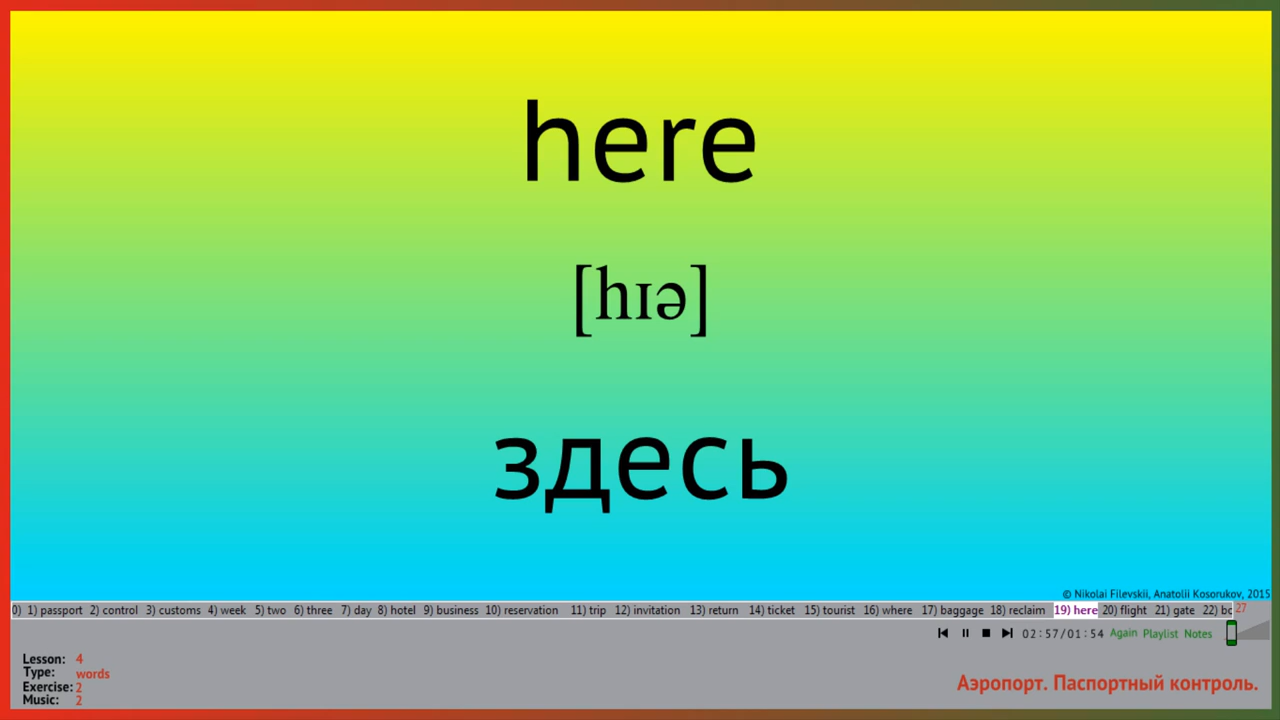 here
[hɪə]
здесь
© Nikolai Filevskii, Anatolii Kosorukov, 2015
0) 1) passport 2) control 3) customs 4) week 5) two 6) three 7) day 8) hotel 9) business 10) reservation 11) trip 12) invitation 13) return 14) ticket 15) tourist 16) where 17) baggage 18) reclaim 19) here 20) flight 21) gate 22) bo 27
02:57/01:54 Again Playlist Notes
Lesson: 4
Type: words
Exercise: 2
Music: 2
Аэропорт. Паспортный контроль.